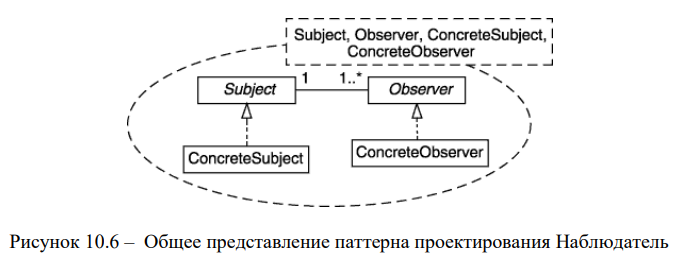 Subject, Observer, ConcreteSubject,
ConcreteObserver
Subject 1 1..* Observer
ConcreteSubject ConcreteObserver
Рисунок 10.6 – Общее представление паттерна проектирования Наблюдатель